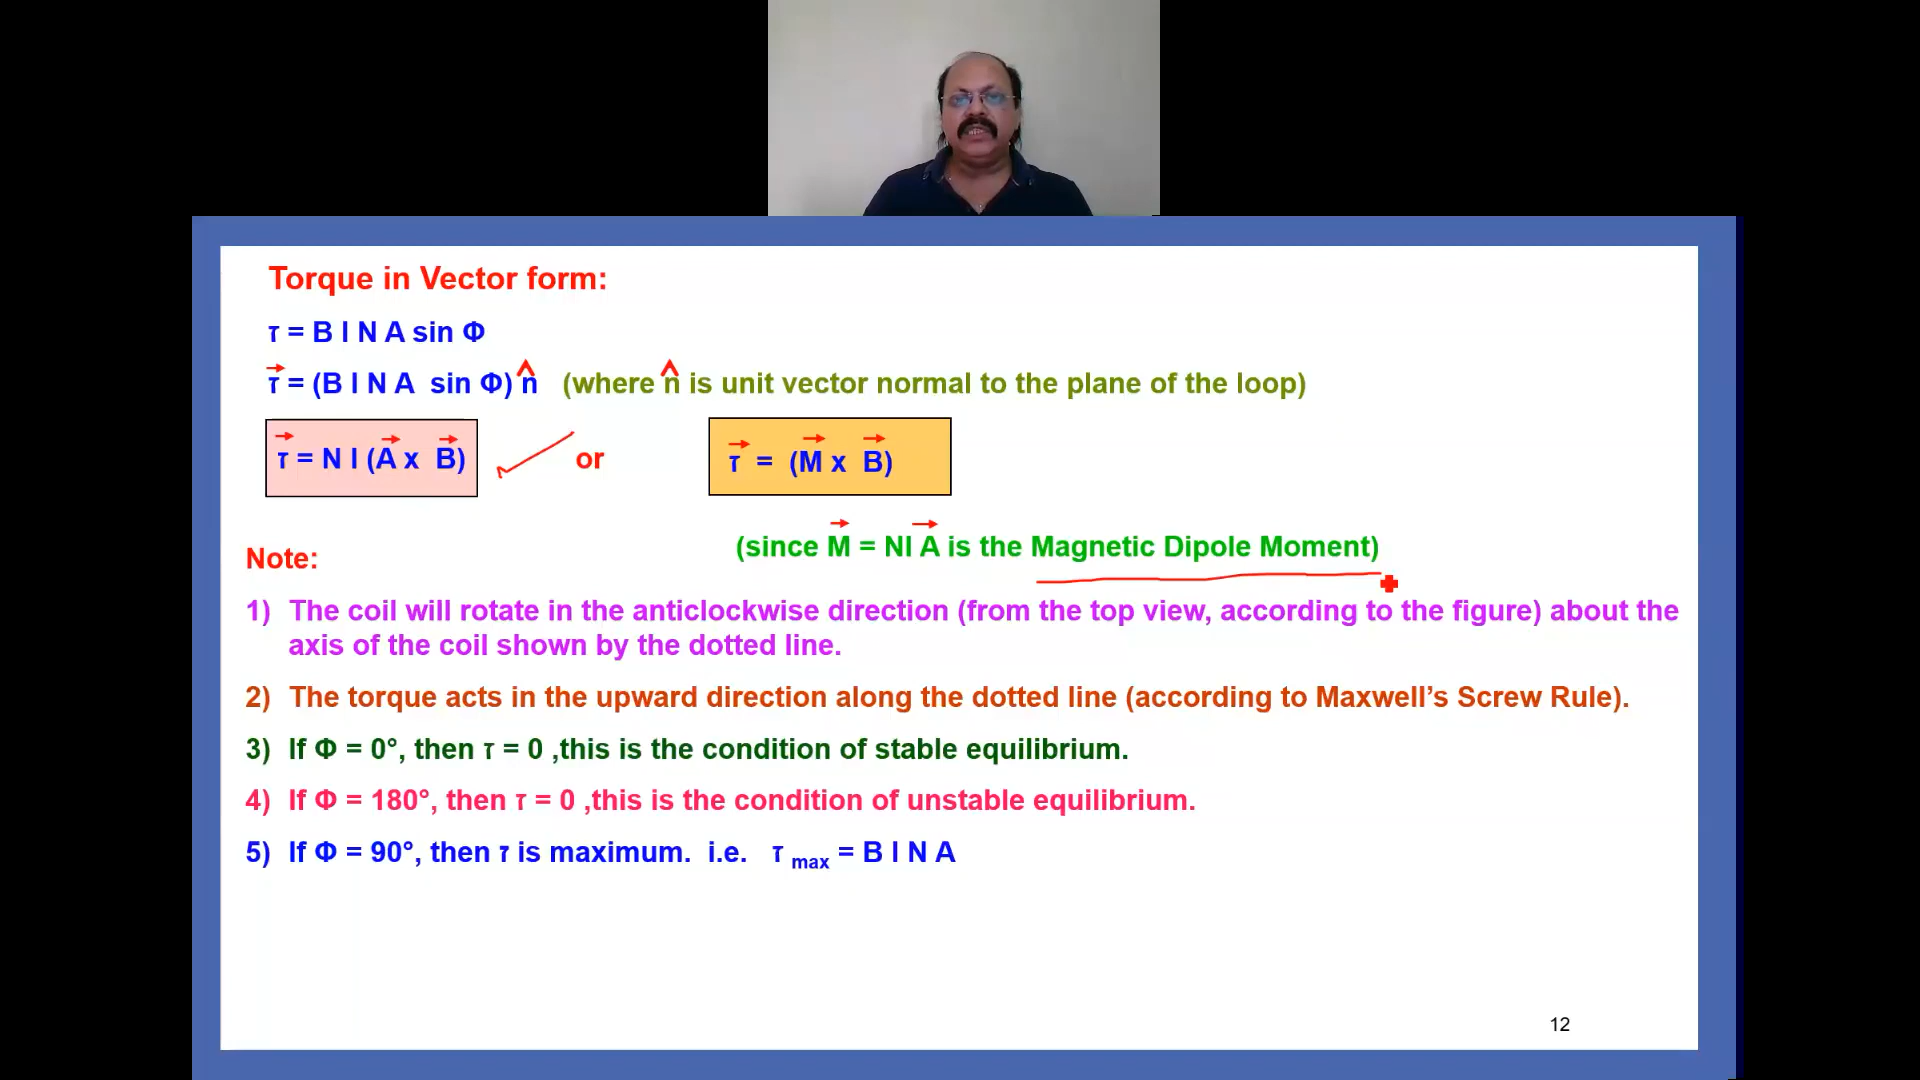 Torque in Vector form:
τ = B I N A sin Φ
τ⃗ = (B I N A sin Φ) n̂ (where n̂ is unit vector normal to the plane of the loop)
τ⃗ = N I (A⃗ x B⃗) or τ⃗ = (M⃗ x B⃗)
(since M⃗ = NI A⃗ is the Magnetic Dipole Moment)
Note:
1) The coil will rotate in the anticlockwise direction (from the top view, according to the figure) about the
axis of the coil shown by the dotted line.
2) The torque acts in the upward direction along the dotted line (according to Maxwell’s Screw Rule).
3) If Φ = 0°, then τ = 0 ,this is the condition of stable equilibrium.
4) If Φ = 180°, then τ = 0 ,this is the condition of unstable equilibrium.
5) If Φ = 90°, then τ is maximum. i.e. τ max = B I N A
12